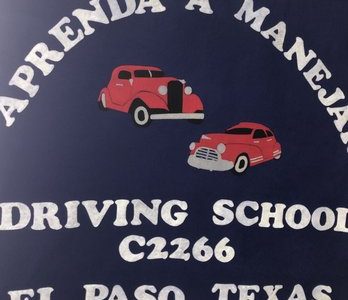 APRENDA A MANEJAR
DRIVING SCHOOL
C2266
EL PASO TEXAS